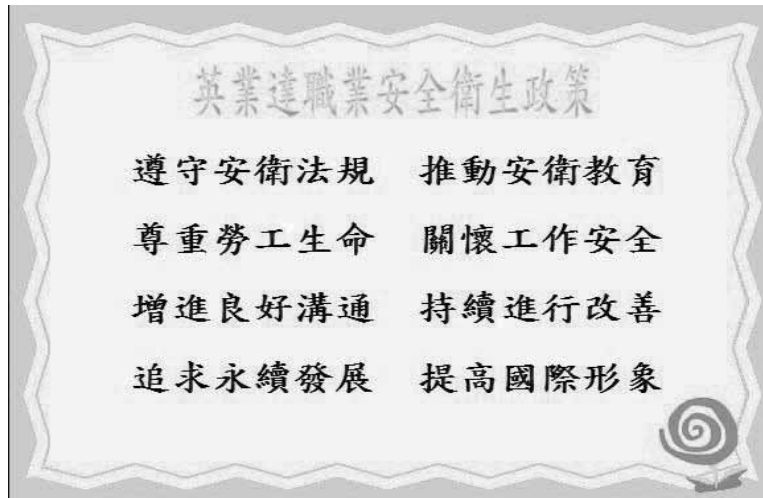 英業達職業安全衛生政策
遵守安衛法規　推動安衛教育
尊重勞工生命　關懷工作安全
增進良好溝通　持續進行改善
追求永續發展　提高國際形象